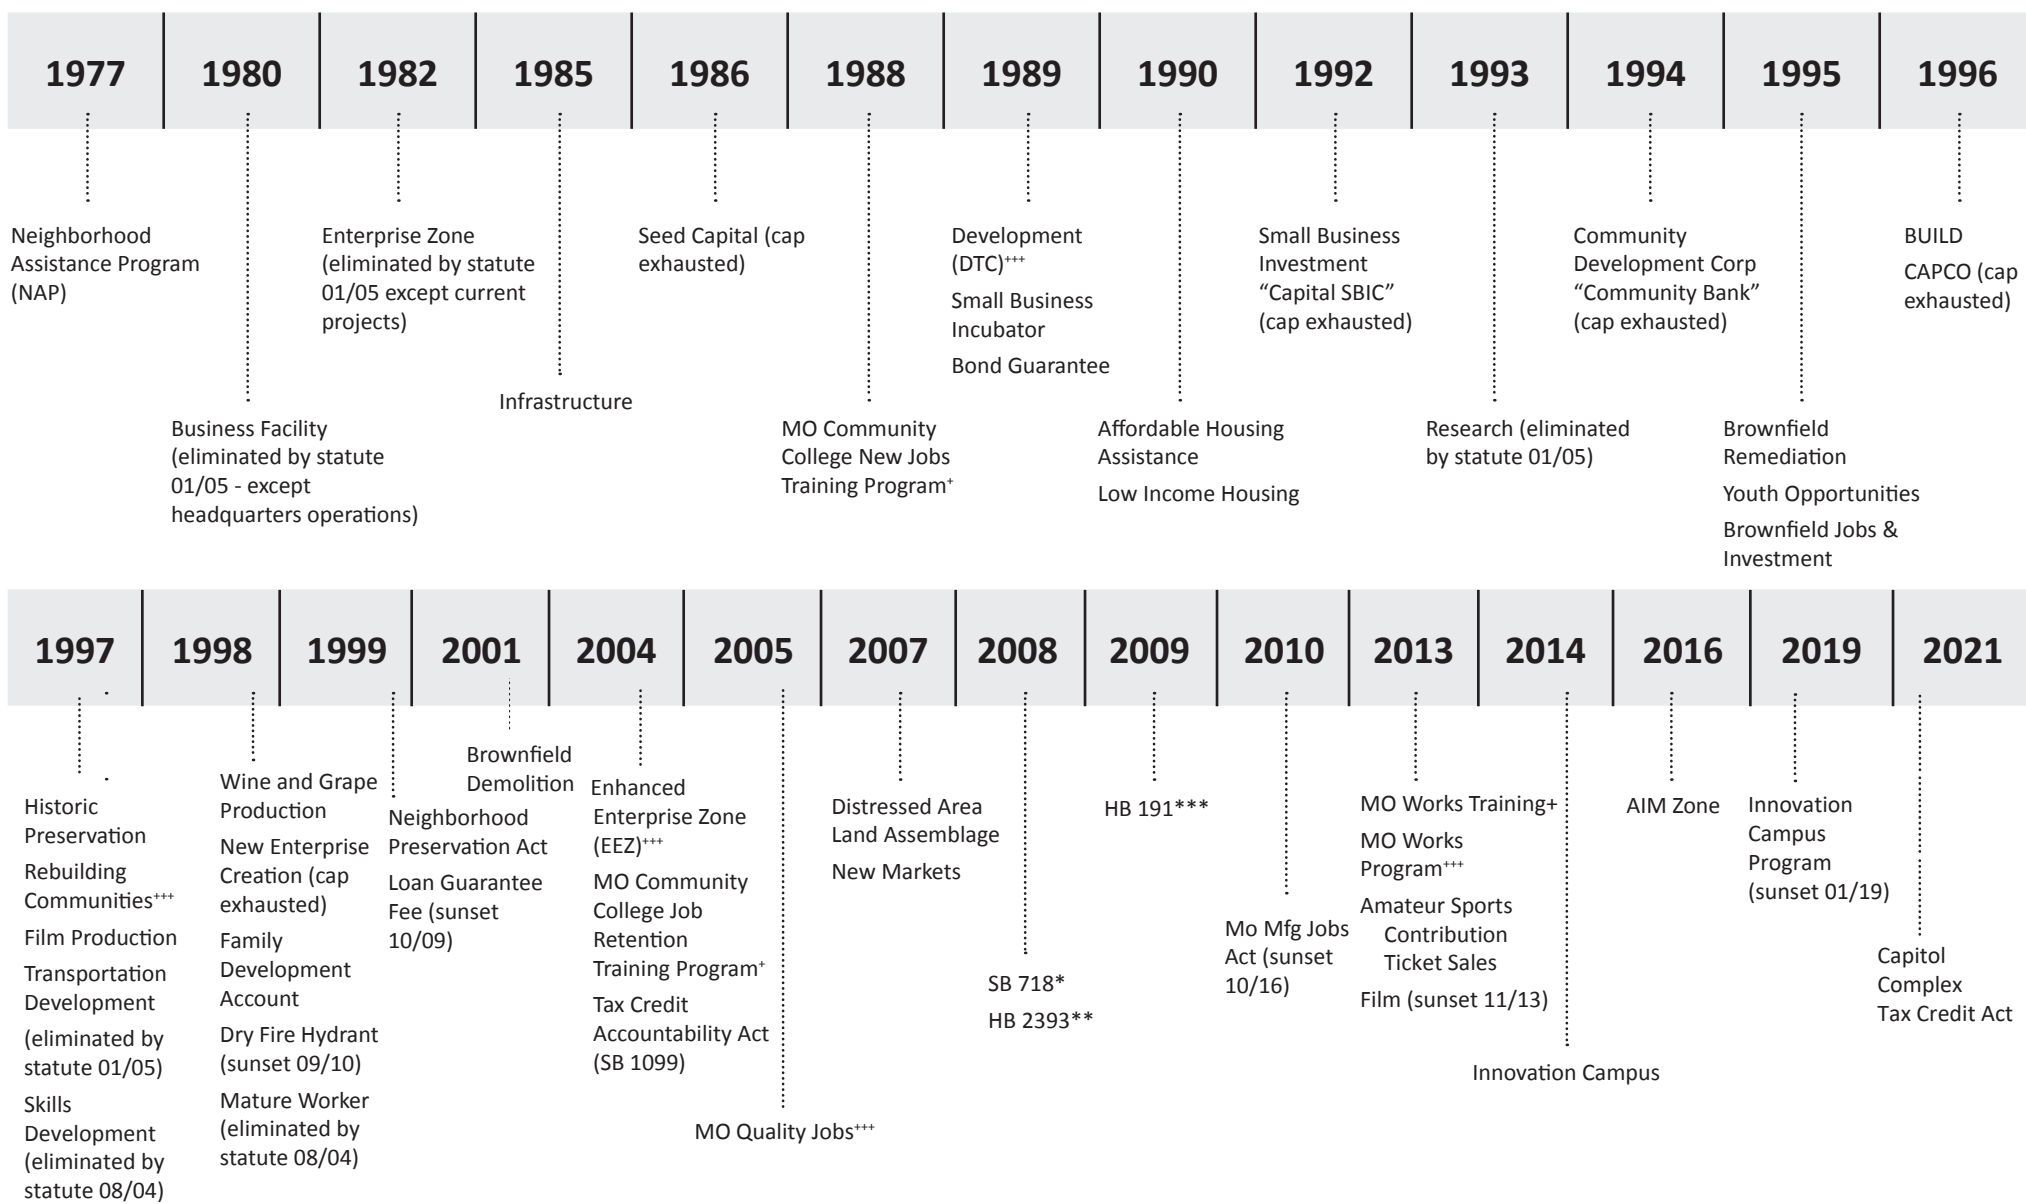 1977 1980 1982 1985 1986 1988 1989 1990 1992 1993 1994 1995 1996
Neighborhood
Assistance Program
(NAP)
Business Facility
(eliminated by statute
01/05 - except
headquarters operations)
Enterprise Zone
(eliminated by statute
01/05 except current
projects)
Infrastructure
Seed Capital (cap
exhausted)
MO Community
College New Jobs
Training Program⁺
Development
(DTC)⁺⁺⁺
Small Business
Incubator
Bond Guarantee
Affordable Housing
Assistance
Low Income Housing
Small Business
Investment
“Capital SBIC”
(cap exhausted)
Research (eliminated
by statute 01/05)
Community
Development Corp
“Community Bank”
(cap exhausted)
Brownfield
Remediation
Youth Opportunities
Brownfield Jobs &
Investment
BUILD
CAPCO (cap
exhausted)
1997 1998 1999 2001 2004 2005 2007 2008 2009 2010 2013 2014 2016 2019 2021
Historic
Preservation
Rebuilding
Communities⁺⁺⁺
Film Production
Transportation
Development
(eliminated by
statute 01/05)
Skills
Development
(eliminated by
statute 08/04)
Wine and Grape
Production
New Enterprise
Creation (cap
exhausted)
Family
Development
Account
Dry Fire Hydrant
(sunset 09/10)
Mature Worker
(eliminated by
statute 08/04)
Neighborhood
Preservation Act
Loan Guarantee
Fee (sunset
10/09)
Brownfield
Demolition
Enhanced
Enterprise Zone
(EEZ)⁺⁺⁺
MO Community
College Job
Retention
Training Program⁺
Tax Credit
Accountability Act
(SB 1099)
MO Quality Jobs⁺⁺⁺
Distressed Area
Land Assemblage
New Markets
SB 718*
HB 2393**
HB 191***
Mo Mfg Jobs
Act (sunset
10/16)
MO Works Training+
MO Works
Program⁺⁺⁺
Amateur Sports
Contribution
Ticket Sales
Film (sunset 11/13)
Innovation Campus
AIM Zone
Innovation
Campus
Program
(sunset 01/19)
Capitol
Complex
Tax Credit Act